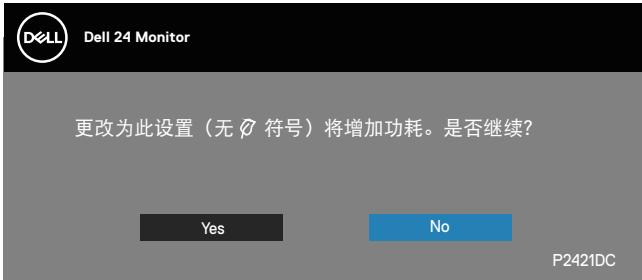 DELL
Dell 24 Monitor
更改为此设置（无 符号）将增加功耗。是否继续?
Yes
No
P2421DC